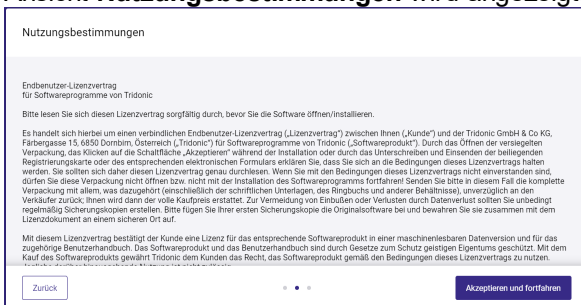 Ansicht Nutzungsbestimmungen wird angezeigt
Nutzungsbestimmungen
Endbenutzer-Lizenzvertrag
für Softwareprogramme von Tridonic
Bitte lesen Sie sich diesen Lizenzvertrag sorgfältig durch, bevor Sie die Software öffnen/installieren.
Es handelt sich hierbei um einen verbindlichen Endbenutzer-Lizenzvertrag („Lizenzvertrag“) zwischen Ihnen („Kunde“) und der Tridonic GmbH & Co KG,
Färbergasse 15, 6850 Dornbirn, Österreich („Tridonic“) für Softwareprogramme von Tridonic („Softwareprodukt“). Durch das Öffnen der versiegelten
Verpackung, das Klicken auf die Schaltfläche „Akzeptieren“ während der Installation oder durch das Unterschreiben und Einsenden der beiliegenden
Registrierungskarte oder des entsprechenden elektronischen Formulars erklären Sie, dass Sie sich an die Bedingungen dieses Lizenzvertrags halten
werden. Sie sollten sich daher diesen Lizenzvertrag genau durchlesen. Wenn Sie mit den Bedingungen dieses Lizenzvertrags nicht einverstanden sind,
dürfen Sie diese Verpackung nicht öffnen bzw. nicht mit der Installation des Softwareprogramms fortfahren! Senden Sie bitte in diesem Fall die komplette
Verpackung mit allem, was dazugehört (einschließlich der schriftlichen Unterlagen, des Ringbuchs und anderer Behältnisse), unverzüglich an den
Verkäufer zurück; Ihnen wird dann der volle Kaufpreis erstattet. Zur Vermeidung von Einbußen oder Verlusten durch Datenverlust sollten Sie unbedingt
regelmäßig Sicherungskopien erstellen. Bitte fügen Sie Ihrer ersten Sicherungskopie die Originalsoftware bei und bewahren Sie sie zusammen mit dem
Lizenzdokument an einem sicheren Ort auf.
Mit diesem Lizenzvertrag bestätigt der Kunde eine Lizenz für das entsprechende Softwareprodukt in einer maschinenlesbaren Datenversion und für das
zugehörige Benutzerhandbuch. Das Softwareprodukt und das Benutzerhandbuch sind durch Gesetze zum Schutz geistigen Eigentums geschützt. Mit dem
Kauf des Softwareprodukts gewährt Tridonic dem Kunden das Recht, das Softwareprodukt gemäß den Bedingungen dieses Lizenzvertrags zu nutzen.
Zurück
Akzeptieren und fortfahren